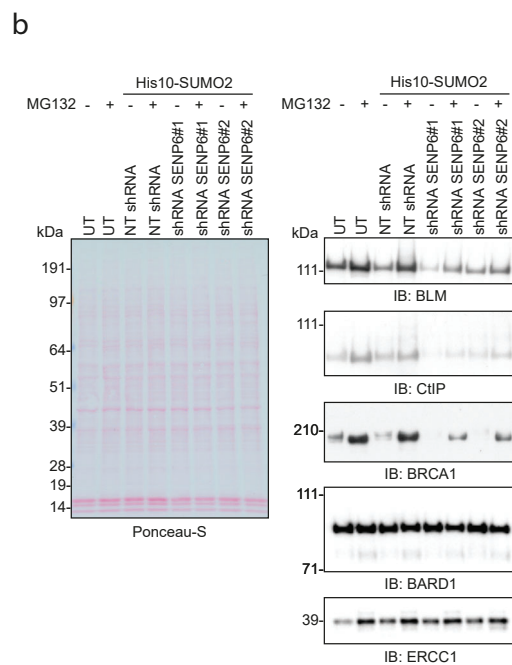 b
His10-SUMO2
MG132 - + - + - + - +
UT
UT
NT shRNA
NT shRNA
shRNA SENP6#1
shRNA SENP6#1
shRNA SENP6#2
shRNA SENP6#2
kDa
191-
97-
64-
51-
39-
28-
19-
14-
Ponceau-S
His10-SUMO2
MG132 - + - + - + - +
UT
UT
NT shRNA
NT shRNA
shRNA SENP6#1
shRNA SENP6#1
shRNA SENP6#2
shRNA SENP6#2
kDa
111-
IB: BLM
111-
IB: CtIP
210-
IB: BRCA1
111-
71-
IB: BARD1
39-
IB: ERCC1